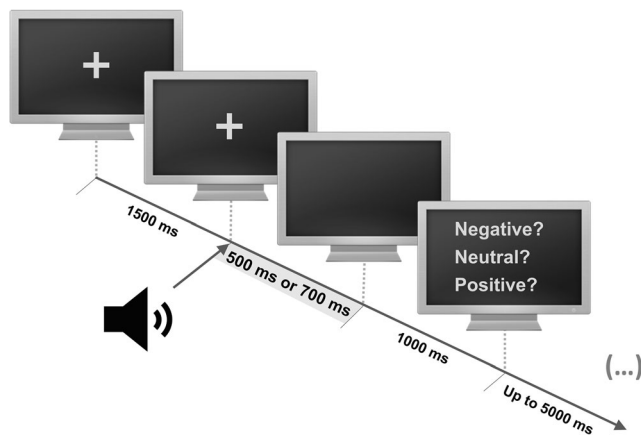 +
+
Negative?
Neutral?
Positive?
1500 ms
500 ms or 700 ms
1000 ms
Up to 5000 ms
(...)